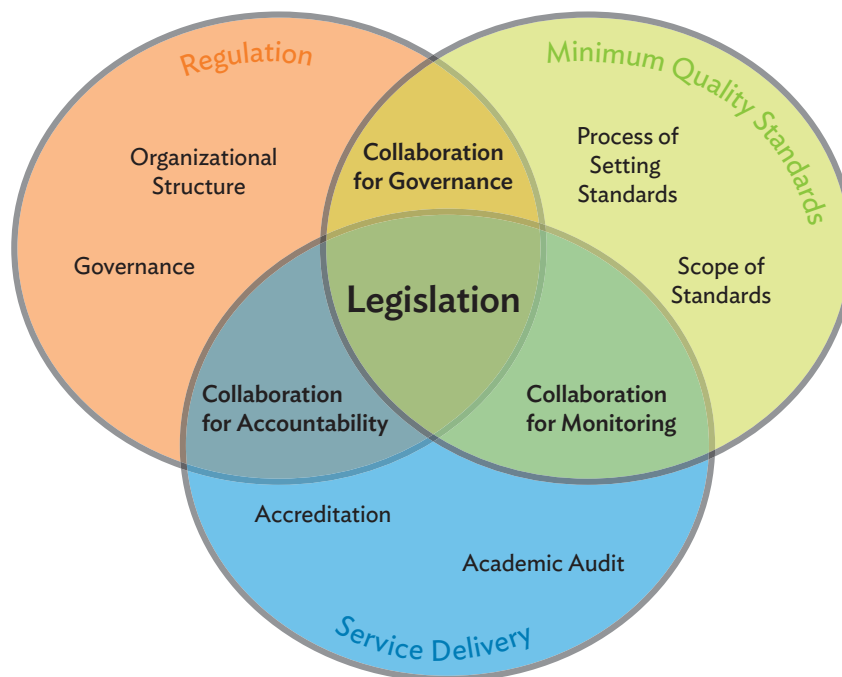 Regulation
Minimum Quality Standards
Organizational
Structure
Collaboration
for Governance
Process of
Setting
Standards
Governance
Scope of
Standards
Legislation
Collaboration
for Accountability
Collaboration
for Monitoring
Accreditation
Academic Audit
Service Delivery